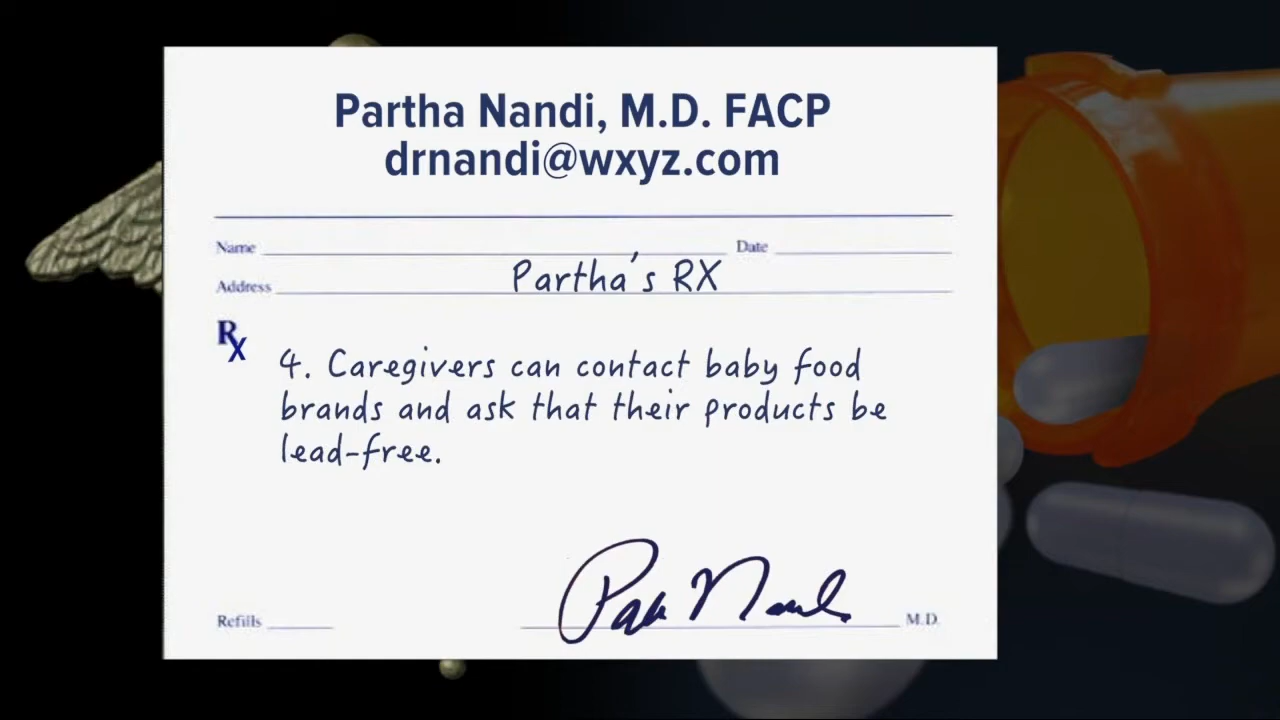 Partha Nandi, M.D. FACP
drnandi@wxyz.com
Name Date
Partha's RX
Address
Rx
4. Caregivers can contact baby food
brands and ask that their products be
lead-free.
Refills M.D.